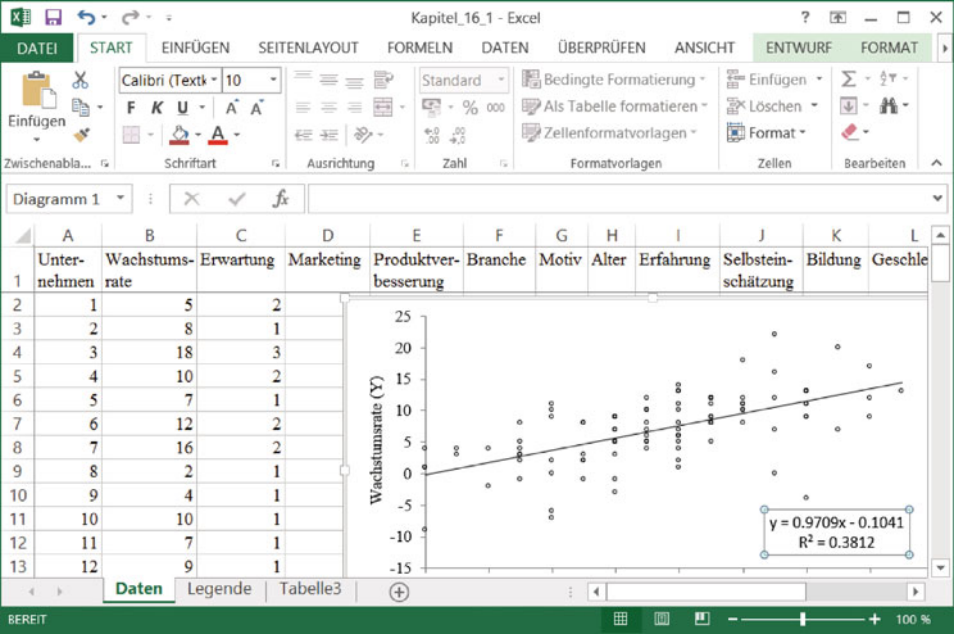 Kapitel_16_1 - Excel
?
DATEI START EINFÜGEN SEITENLAYOUT FORMELN DATEN ÜBERPRÜFEN ANSICHT ENTWURF FORMAT
Calibri (Textk 10 Standard Bedingte Formatierung Einfügen Σ
F K U A A % 000 Als Tabelle formatieren Löschen
Einfügen A Zellenformatvorlagen Format
Zwischenabla... Schriftart Ausrichtung Zahl Formatvorlagen Zellen Bearbeiten
Diagramm 1 fx
A B C D E F G H I J K L
Unter- Wachstums- Erwartung Marketing Produktver- Branche Motiv Alter Erfahrung Selbstein- Bildung Geschle
1 nehmen rate besserung schätzung
2 1 5 2
3 2 8 1
4 3 18 3
5 4 10 2
6 5 7 1
7 6 12 2
8 7 16 2
9 8 2 1
10 9 4 1
11 10 10 1
12 11 7 1
13 12 9 1
Wachstumsrate (Y)
25
20
15
10
5
0
-5
-10
-15
y = 0.9709x - 0.1041
R² = 0.3812
Daten Legende Tabelle3
BEREIT 100 %